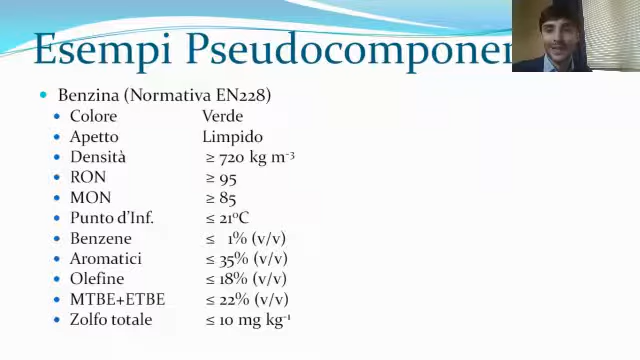 Esempi Pseudocomponen
Benzina (Normativa EN228)
Colore Verde
Apetto Limpido
Densità ≥ 720 kg m⁻³
RON ≥ 95
MON ≥ 85
Punto d'Inf. ≤ 21°C
Benzene ≤ 1% (v/v)
Aromatici ≤ 35% (v/v)
Olefine ≤ 18% (v/v)
MTBE+ETBE ≤ 22% (v/v)
Zolfo totale ≤ 10 mg kg⁻¹